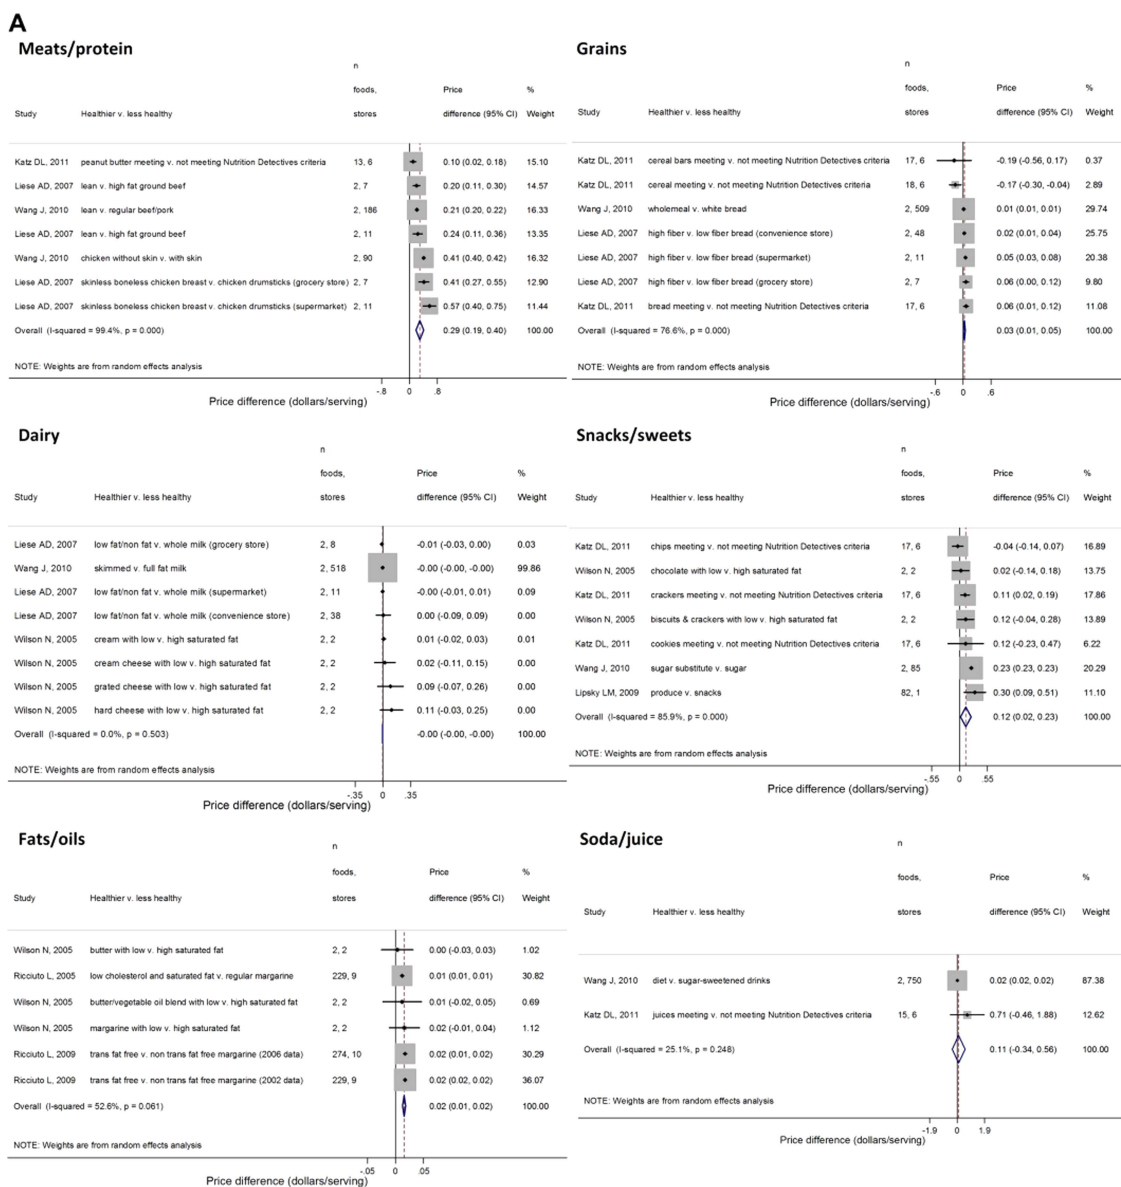 A
Meats/protein
n
foods, Price %
Study Healthier v. less healthy stores difference (95% CI) Weight
Katz DL, 2011 peanut butter meeting v. not meeting Nutrition Detectives criteria 13, 6 0.10 (0.02, 0.18) 15.10
Liese AD, 2007 lean v. high fat ground beef 2, 7 0.20 (0.11, 0.30) 14.57
Wang J, 2010 lean v. regular beef/pork 2, 186 0.21 (0.20, 0.22) 16.33
Liese AD, 2007 lean v. high fat ground beef 2, 11 0.24 (0.11, 0.36) 13.35
Wang J, 2010 chicken without skin v. with skin 2, 90 0.41 (0.40, 0.42) 16.32
Liese AD, 2007 skinless boneless chicken breast v. chicken drumsticks (grocery store) 2, 7 0.41 (0.27, 0.55) 12.90
Liese AD, 2007 skinless boneless chicken breast v. chicken drumsticks (supermarket) 2, 11 0.57 (0.40, 0.75) 11.44
Overall (I-squared = 99.4%, p = 0.000) 0.29 (0.19, 0.40) 100.00
NOTE: Weights are from random effects analysis
-.8 0 .8
Price difference (dollars/serving)
Grains
n
foods, Price %
Study Healthier v. less healthy stores difference (95% CI) Weight
Katz DL, 2011 cereal bars meeting v. not meeting Nutrition Detectives criteria 17, 6 -0.19 (-0.56, 0.17) 0.37
Katz DL, 2011 cereal meeting v. not meeting Nutrition Detectives criteria 18, 6 -0.17 (-0.30, -0.04) 2.89
Wang J, 2010 wholemeal v. white bread 2, 509 0.01 (0.01, 0.01) 29.74
Liese AD, 2007 high fiber v. low fiber bread (convenience store) 2, 48 0.02 (0.01, 0.04) 25.75
Liese AD, 2007 high fiber v. low fiber bread (supermarket) 2, 11 0.05 (0.03, 0.08) 20.38
Liese AD, 2007 high fiber v. low fiber bread (grocery store) 2, 7 0.06 (0.00, 0.12) 9.80
Katz DL, 2011 bread meeting v. not meeting Nutrition Detectives criteria 17, 6 0.06 (0.01, 0.12) 11.08
Overall (I-squared = 76.6%, p = 0.000) 0.03 (0.01, 0.05) 100.00
NOTE: Weights are from random effects analysis
-.6 0 .6
Price difference (dollars/serving)
Dairy
n
foods, Price %
Study Healthier v. less healthy stores difference (95% CI) Weight
Liese AD, 2007 low fat/non fat v. whole milk (grocery store) 2, 8 -0.01 (-0.03, 0.00) 0.03
Wang J, 2010 skimmed v. full fat milk 2, 518 -0.00 (-0.00, -0.00) 99.86
Liese AD, 2007 low fat/non fat v. whole milk (supermarket) 2, 11 -0.00 (-0.01, 0.01) 0.09
Liese AD, 2007 low fat/non fat v. whole milk (convenience store) 2, 38 0.00 (-0.09, 0.09) 0.00
Wilson N, 2005 cream with low v. high saturated fat 2, 2 0.01 (-0.02, 0.03) 0.01
Wilson N, 2005 cream cheese with low v. high saturated fat 2, 2 0.02 (-0.11, 0.15) 0.00
Wilson N, 2005 grated cheese with low v. high saturated fat 2, 2 0.09 (-0.07, 0.26) 0.00
Wilson N, 2005 hard cheese with low v. high saturated fat 2, 2 0.11 (-0.03, 0.25) 0.00
Overall (I-squared = 0.0%, p = 0.503) -0.00 (-0.00, -0.00) 100.00
NOTE: Weights are from random effects analysis
-.35 0 .35
Price difference (dollars/serving)
Snacks/sweets
n
foods, Price %
Study Healthier v. less healthy stores difference (95% CI) Weight
Katz DL, 2011 chips meeting v. not meeting Nutrition Detectives criteria 17, 6 -0.04 (-0.14, 0.07) 16.89
Wilson N, 2005 chocolate with low v. high saturated fat 2, 2 0.02 (-0.14, 0.18) 13.75
Katz DL, 2011 crackers meeting v. not meeting Nutrition Detectives criteria 17, 6 0.11 (0.02, 0.19) 17.86
Wilson N, 2005 biscuits & crackers with low v. high saturated fat 2, 2 0.12 (-0.04, 0.28) 13.89
Katz DL, 2011 cookies meeting v. not meeting Nutrition Detectives criteria 17, 6 0.12 (-0.23, 0.47) 6.22
Wang J, 2010 sugar substitute v. sugar 2, 85 0.23 (0.23, 0.23) 20.29
Lipsky LM, 2009 produce v. snacks 82, 1 0.30 (0.09, 0.51) 11.10
Overall (I-squared = 85.9%, p = 0.000) 0.12 (0.02, 0.23) 100.00
NOTE: Weights are from random effects analysis
-.55 0 .55
Price difference (dollars/serving)
Fats/oils
n
foods, Price %
Study Healthier v. less healthy stores difference (95% CI) Weight
Wilson N, 2005 butter with low v. high saturated fat 2, 2 0.00 (-0.03, 0.03) 1.02
Ricciuto L, 2005 low cholesterol and saturated fat v. regular margarine 229, 9 0.01 (0.01, 0.01) 30.82
Wilson N, 2005 butter/vegetable oil blend with low v. high saturated fat 2, 2 0.01 (-0.02, 0.05) 0.69
Wilson N, 2005 margarine with low v. high saturated fat 2, 2 0.02 (-0.01, 0.04) 1.12
Ricciuto L, 2009 trans fat free v. non trans fat free margarine (2006 data) 274, 10 0.02 (0.01, 0.02) 30.29
Ricciuto L, 2009 trans fat free v. non trans fat free margarine (2002 data) 229, 9 0.02 (0.02, 0.02) 36.07
Overall (I-squared = 52.6%, p = 0.061) 0.02 (0.01, 0.02) 100.00
NOTE: Weights are from random effects analysis
-.05 0 .05
Price difference (dollars/serving)
Soda/juice
n
foods, Price %
Study Healthier v. less healthy stores difference (95% CI) Weight
Wang J, 2010 diet v. sugar-sweetened drinks 2, 750 0.02 (0.02, 0.02) 87.38
Katz DL, 2011 juices meeting v. not meeting Nutrition Detectives criteria 15, 6 0.71 (-0.46, 1.88) 12.62
Overall (I-squared = 25.1%, p = 0.248) 0.11 (-0.34, 0.56) 100.00
NOTE: Weights are from random effects analysis
-1.9 0 1.9
Price difference (dollars/serving)